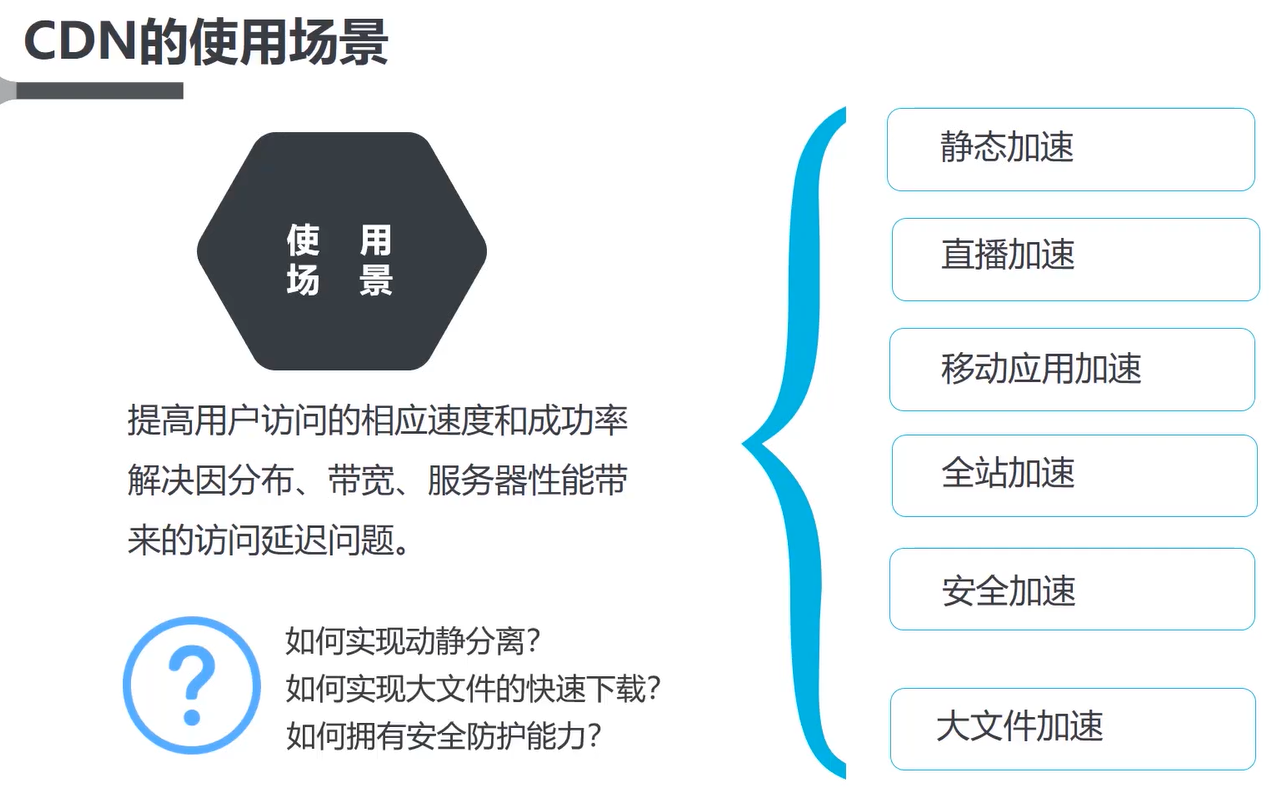 CDN的使用场景
使 用
场 景
提高用户访问的相应速度和成功率
解决因分布、带宽、服务器性能带
来的访问延迟问题。
如何实现动静分离？
如何实现大文件的快速下载？
如何拥有安全防护能力？
静态加速
直播加速
移动应用加速
全站加速
安全加速
大文件加速